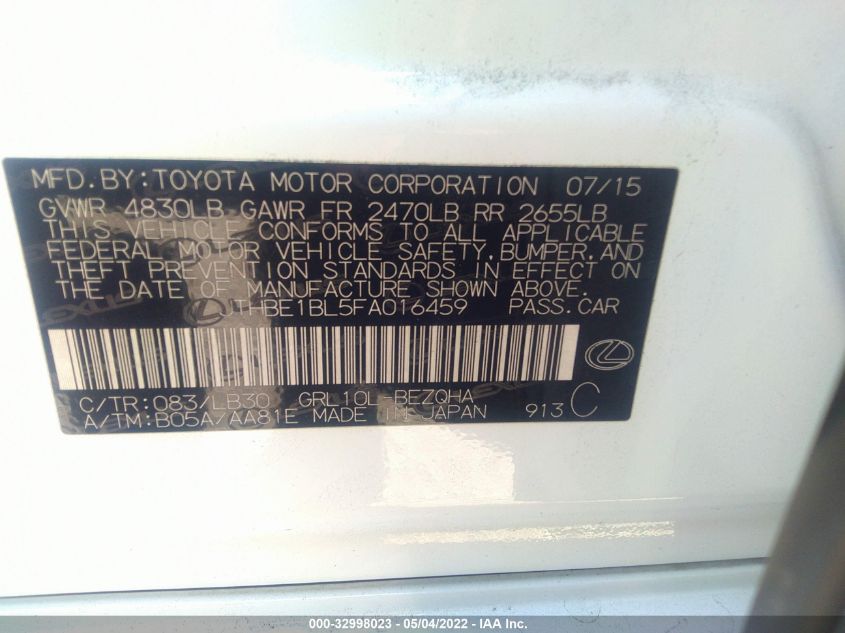 MFD.BY:TOYOTA MOTOR CORPORATION 07/15
GVWR 4830LB GAWR FR 2470LB RR 2655LB
THIS VEHICLE CONFORMS TO ALL APPLICABLE
FEDERAL MOTOR VEHICLE SAFETY,BUMPER,AND
THEFT PREVENTION STANDARDS IN EFFECT ON
THE DATE OF MANUFACTURE SHOWN ABOVE.
JTHBE1BL5FA016459 PASS.CAR
C/TR:083/LB30 GRL10L-BEZQHA
A/TM:B05A/AA81E MADE IN JAPAN 913 C
000-32998023 - 05/04/2022 - IAA Inc.